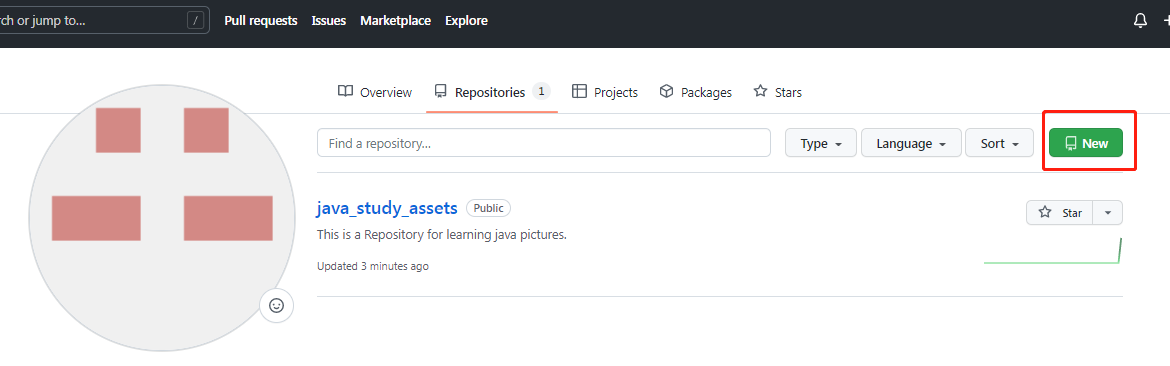 rch or jump to... / Pull requests Issues Marketplace Explore
Overview Repositories 1 Projects Packages Stars
Find a repository... Type Language Sort New
java_study_assets Public Star
This is a Repository for learning java pictures.
Updated 3 minutes ago